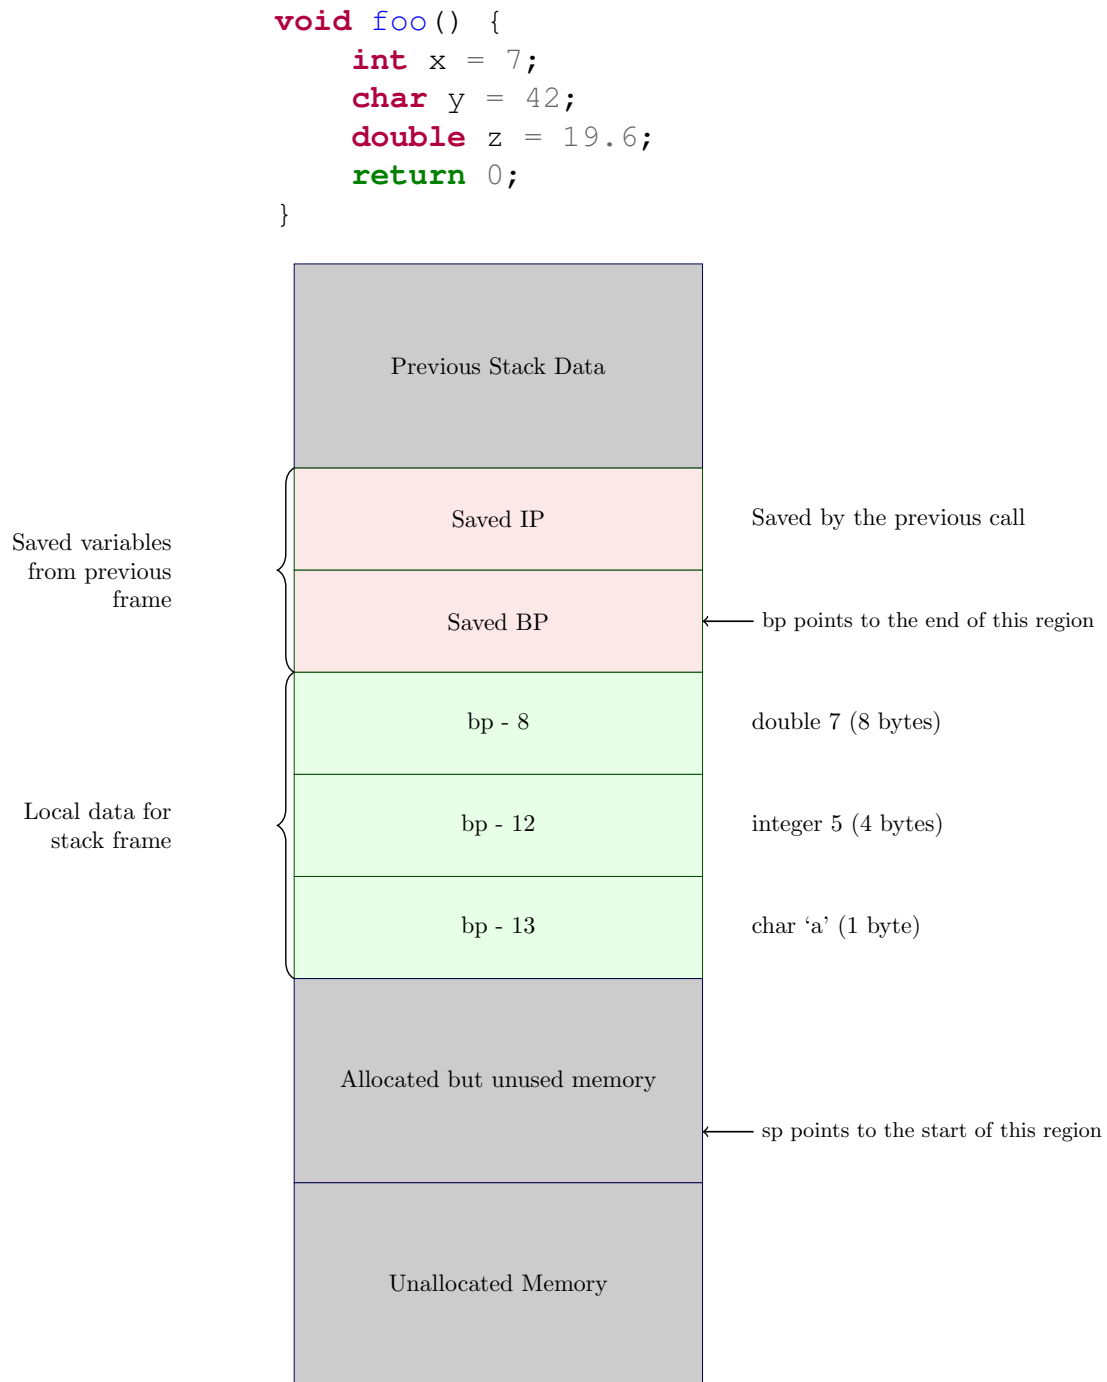 void foo() {
    int x = 7;
    char y = 42;
    double z = 19.6;
    return 0;
}
Previous Stack Data
Saved variables
from previous
frame
Saved IP
Saved by the previous call
Saved BP
bp points to the end of this region
Local data for
stack frame
bp - 8
double 7 (8 bytes)
bp - 12
integer 5 (4 bytes)
bp - 13
char ‘a’ (1 byte)
Allocated but unused memory
sp points to the start of this region
Unallocated Memory